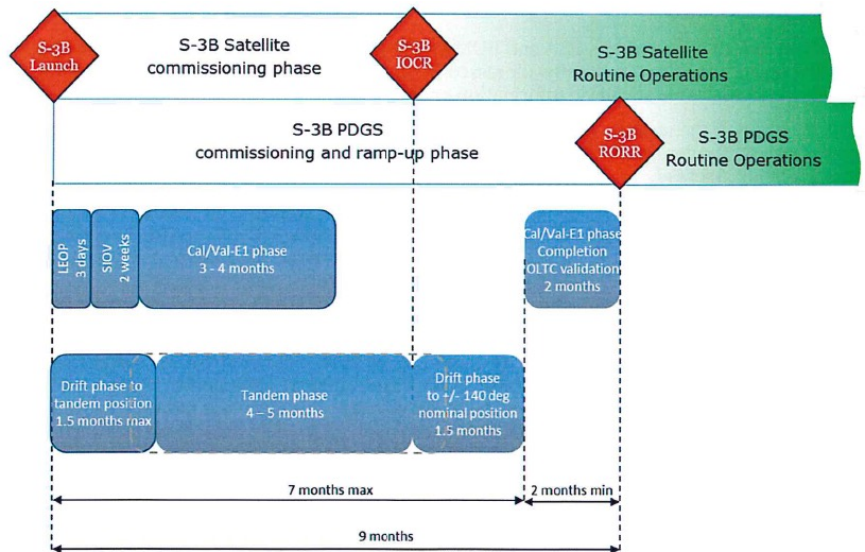 S-3B
Launch
S-3B Satellite
commissioning phase
S-3B
IOCR
S-3B Satellite
Routine Operations
S-3B PDGS
commissioning and ramp-up phase
S-3B
RORR
S-3B PDGS
Routine Operations
LEOP
3 days
SIOV
2 weeks
Cal/Val-E1 phase
3 - 4 months
Cal/Val-E1 phase
Completion
OLTC validation
2 months
Drift phase to
tandem position
1.5 months max
Tandem phase
4 – 5 months
Drift phase
to +/- 140 deg
nominal position
1.5 months
7 months max
2 months min
9 months